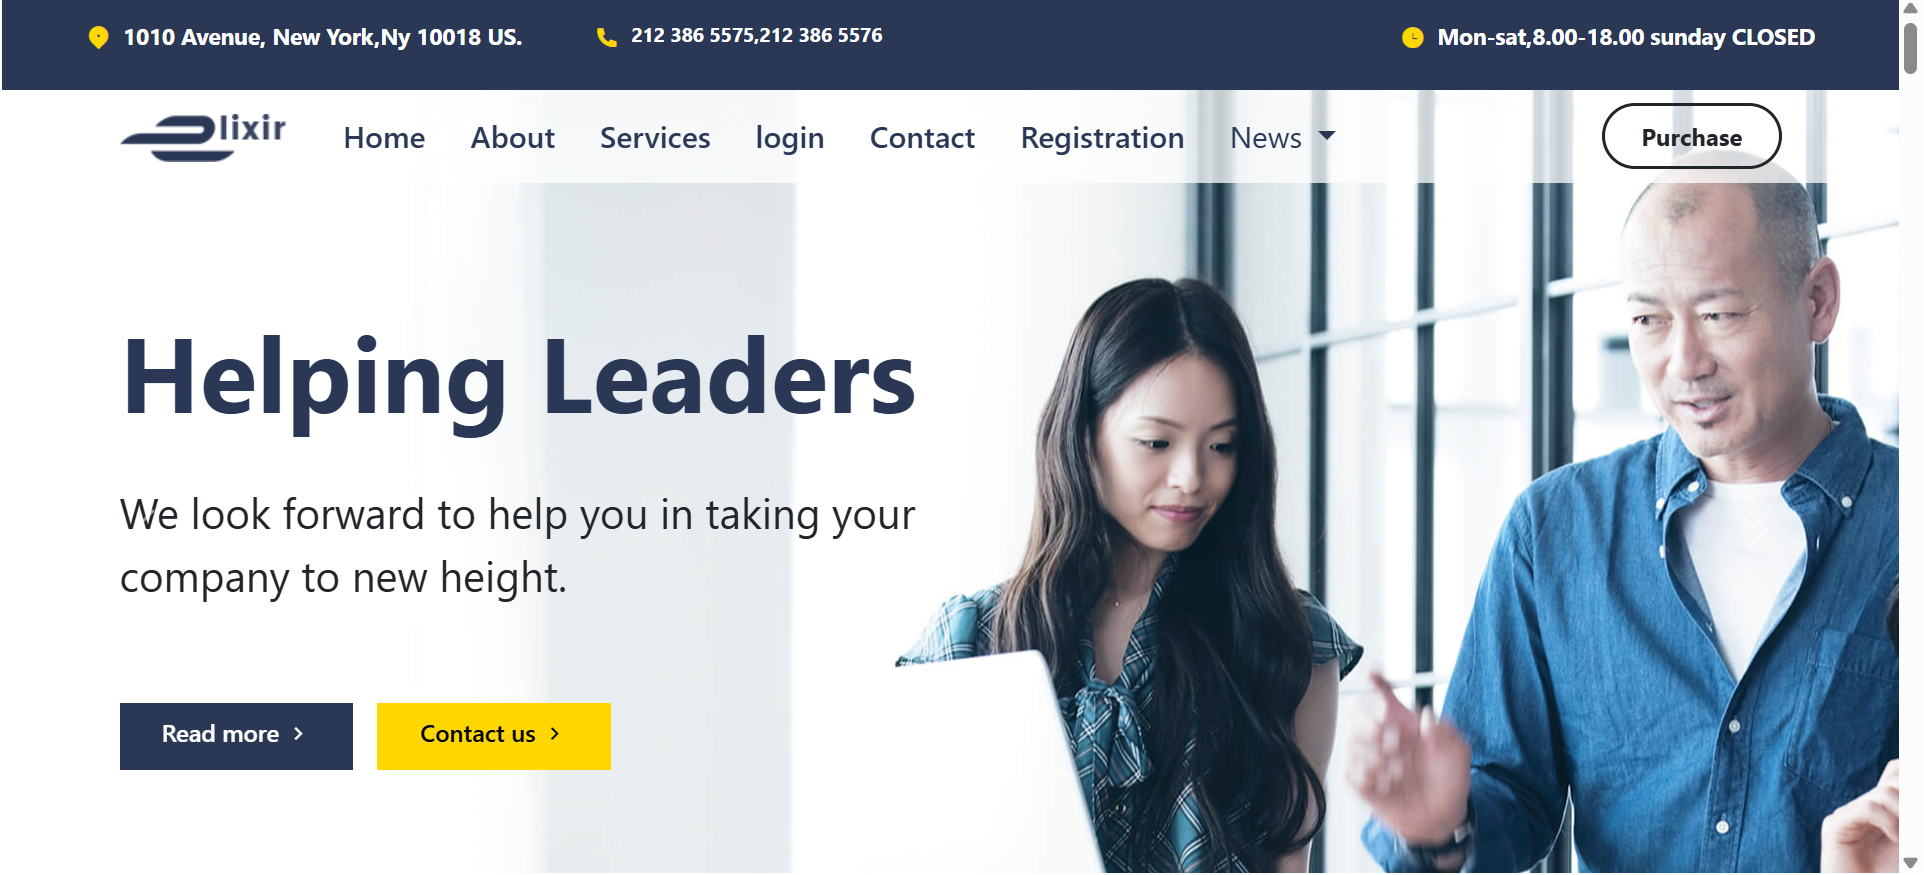 1010 Avenue, New York,Ny 10018 US.
212 386 5575,212 386 5576
Mon-sat,8.00-18.00 sunday CLOSED
elixir
Home
About
Services
login
Contact
Registration
News
Purchase
Helping Leaders
We look forward to help you in taking your
company to new height.
Read more
Contact us